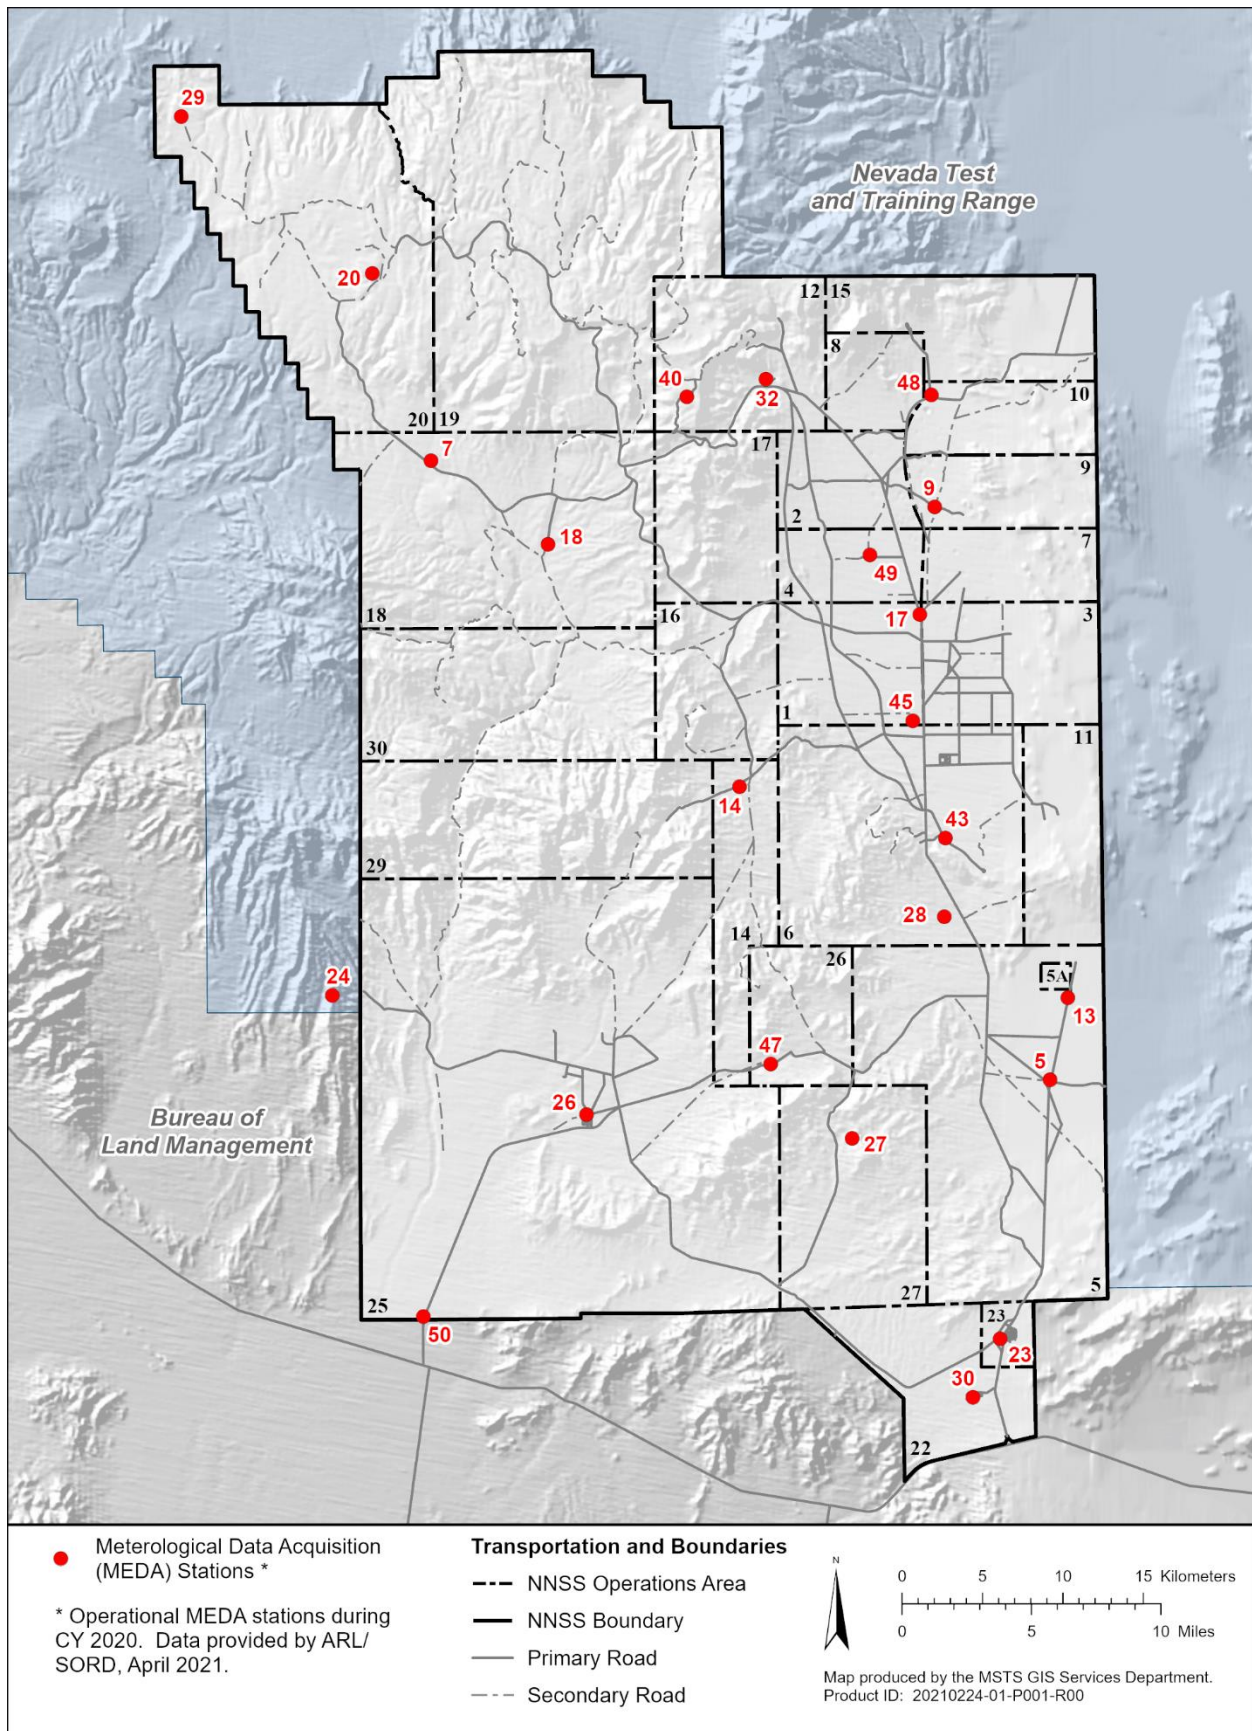 29
Nevada Test
and Training Range
20
12 15
8
40
32
48
10
20 19
17
7
9
9
2
18
7
49
18
16
4
17
3
45
1
11
30
14
43
29
28
14
6
26
24
5A
13
47
5
26
Bureau of
Land Management
27
25
27
5
50
23
23
30
22
Meterological Data Acquisition
(MEDA) Stations *
* Operational MEDA stations during
CY 2020. Data provided by ARL/
SORD, April 2021.
Transportation and Boundaries
NNSS Operations Area
NNSS Boundary
Primary Road
Secondary Road
N
0 5 10 15 Kilometers
0 5 10 Miles
Map produced by the MSTS GIS Services Department.
Product ID: 20210224-01-P001-R00